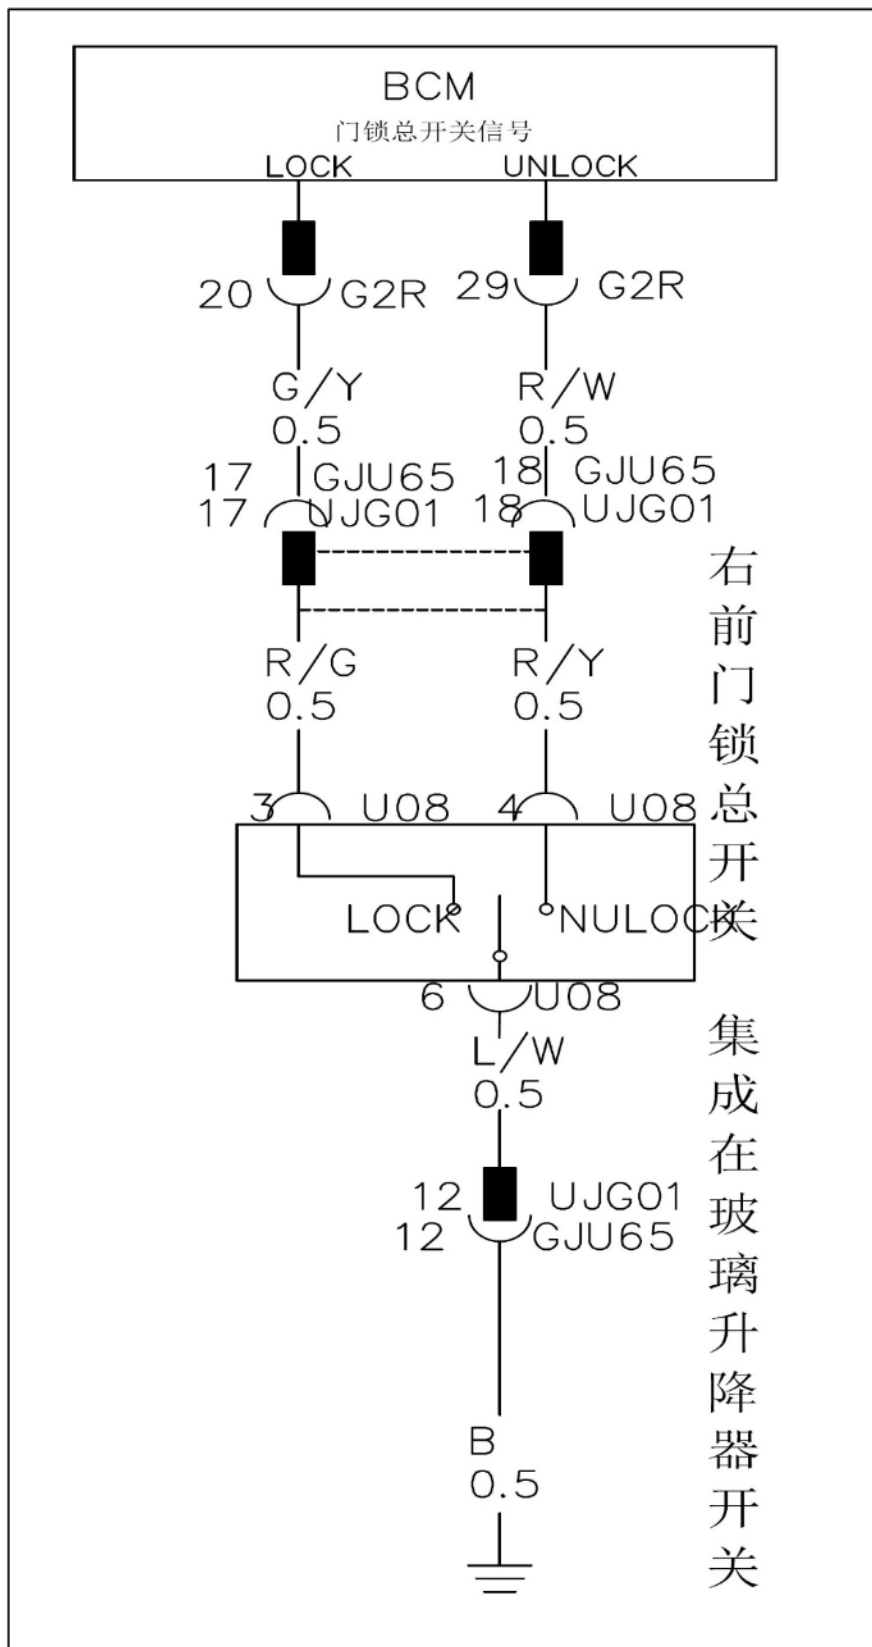 BCM
门锁总开关信号
LOCK UNLOCK
20 G2R 29 G2R
G/Y R/W
0.5 0.5
17 GJU65 18 GJU65
17 UJG01 18 UJG01
R/G R/Y
0.5 0.5
3 U08 4 U08
LOCK NULOCK
6 U08
L/W
0.5
12 UJG01
12 GJU65
B
0.5
右前门锁总开关
集成在玻璃升降器开关